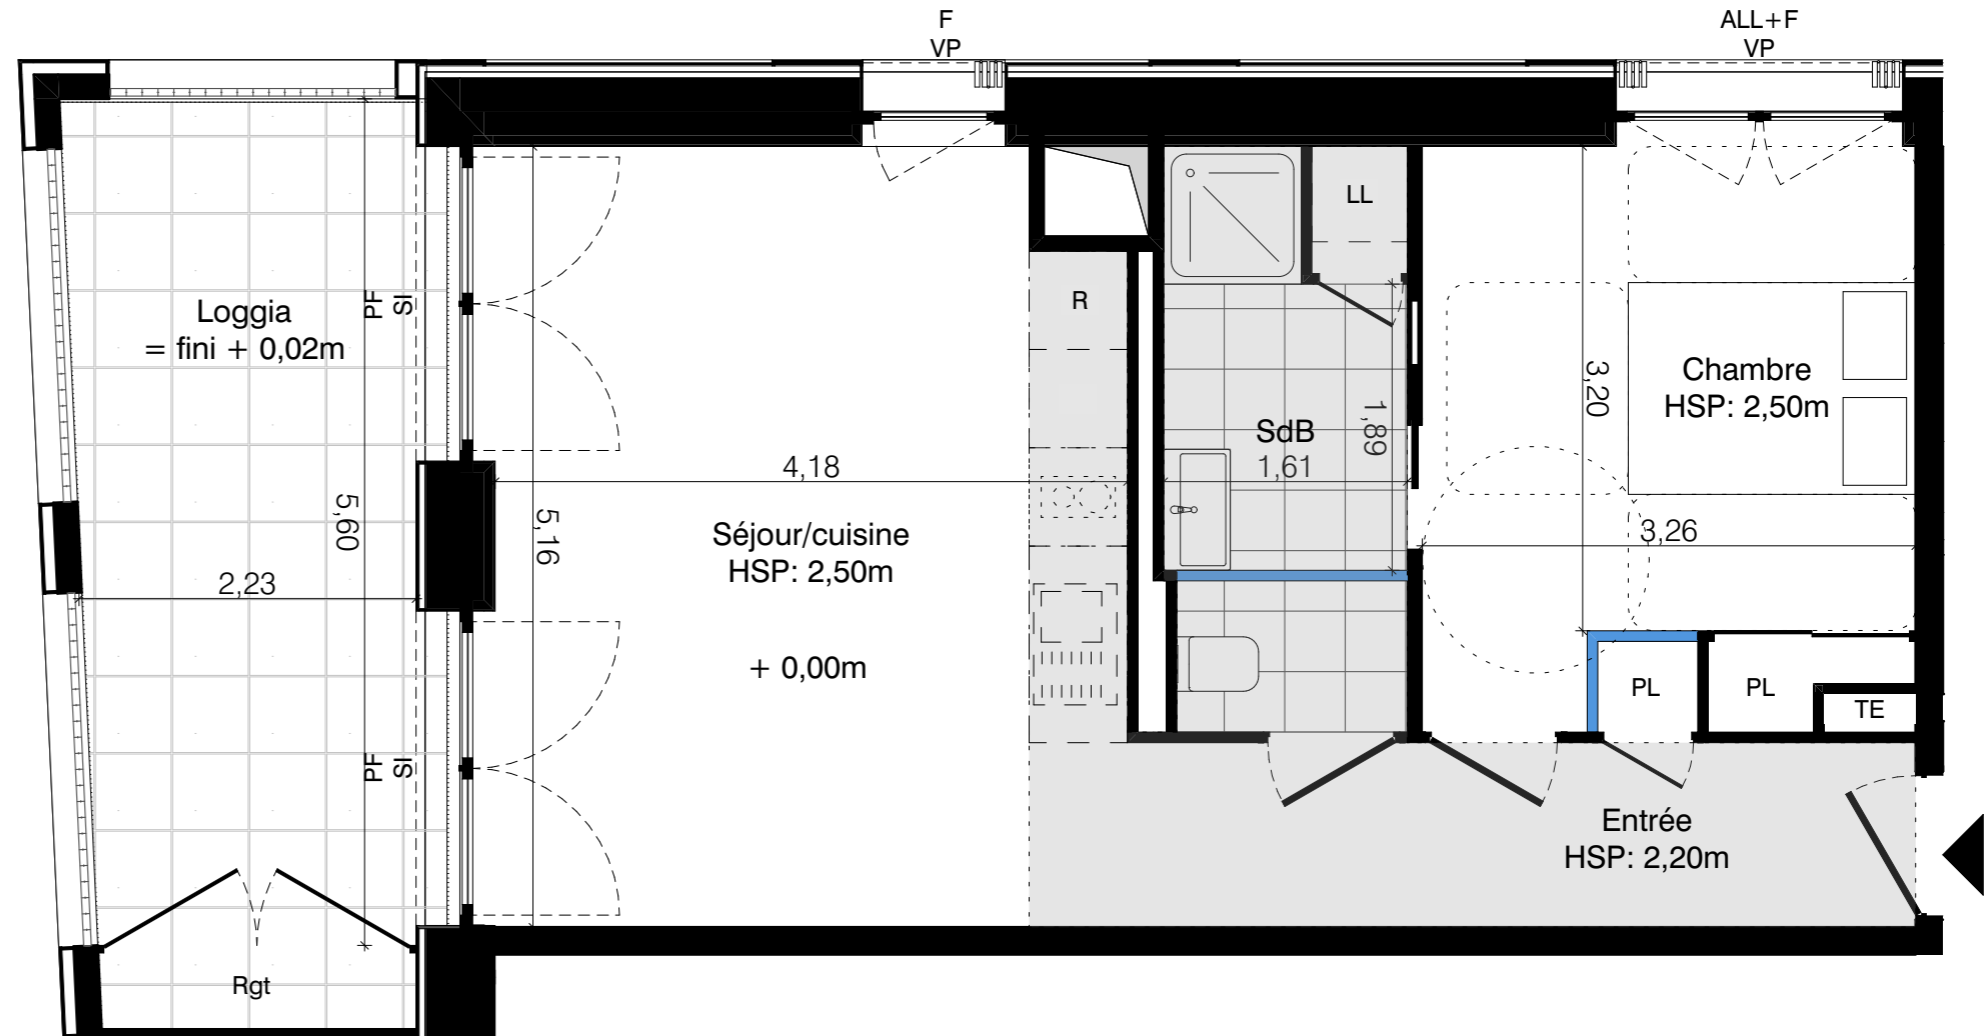 F
VP
ALL+F
VP
LL
Loggia
= fini + 0,02m
PF
SI
R
Chambre
HSP: 2,50m
3,20
SdB
1,61
1,89
4,18
5,60
5,16
Séjour/cuisine
HSP: 2,50m
3,26
2,23
+ 0,00m
PL
PL
TE
PF
SI
Entrée
HSP: 2,20m
Rgt